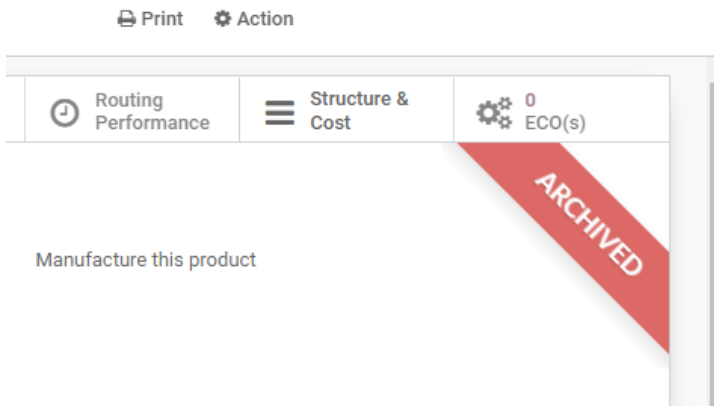 Print
Action
Routing
Performance
Structure &
Cost
0
ECO(s)
ARCHIVED
Manufacture this product